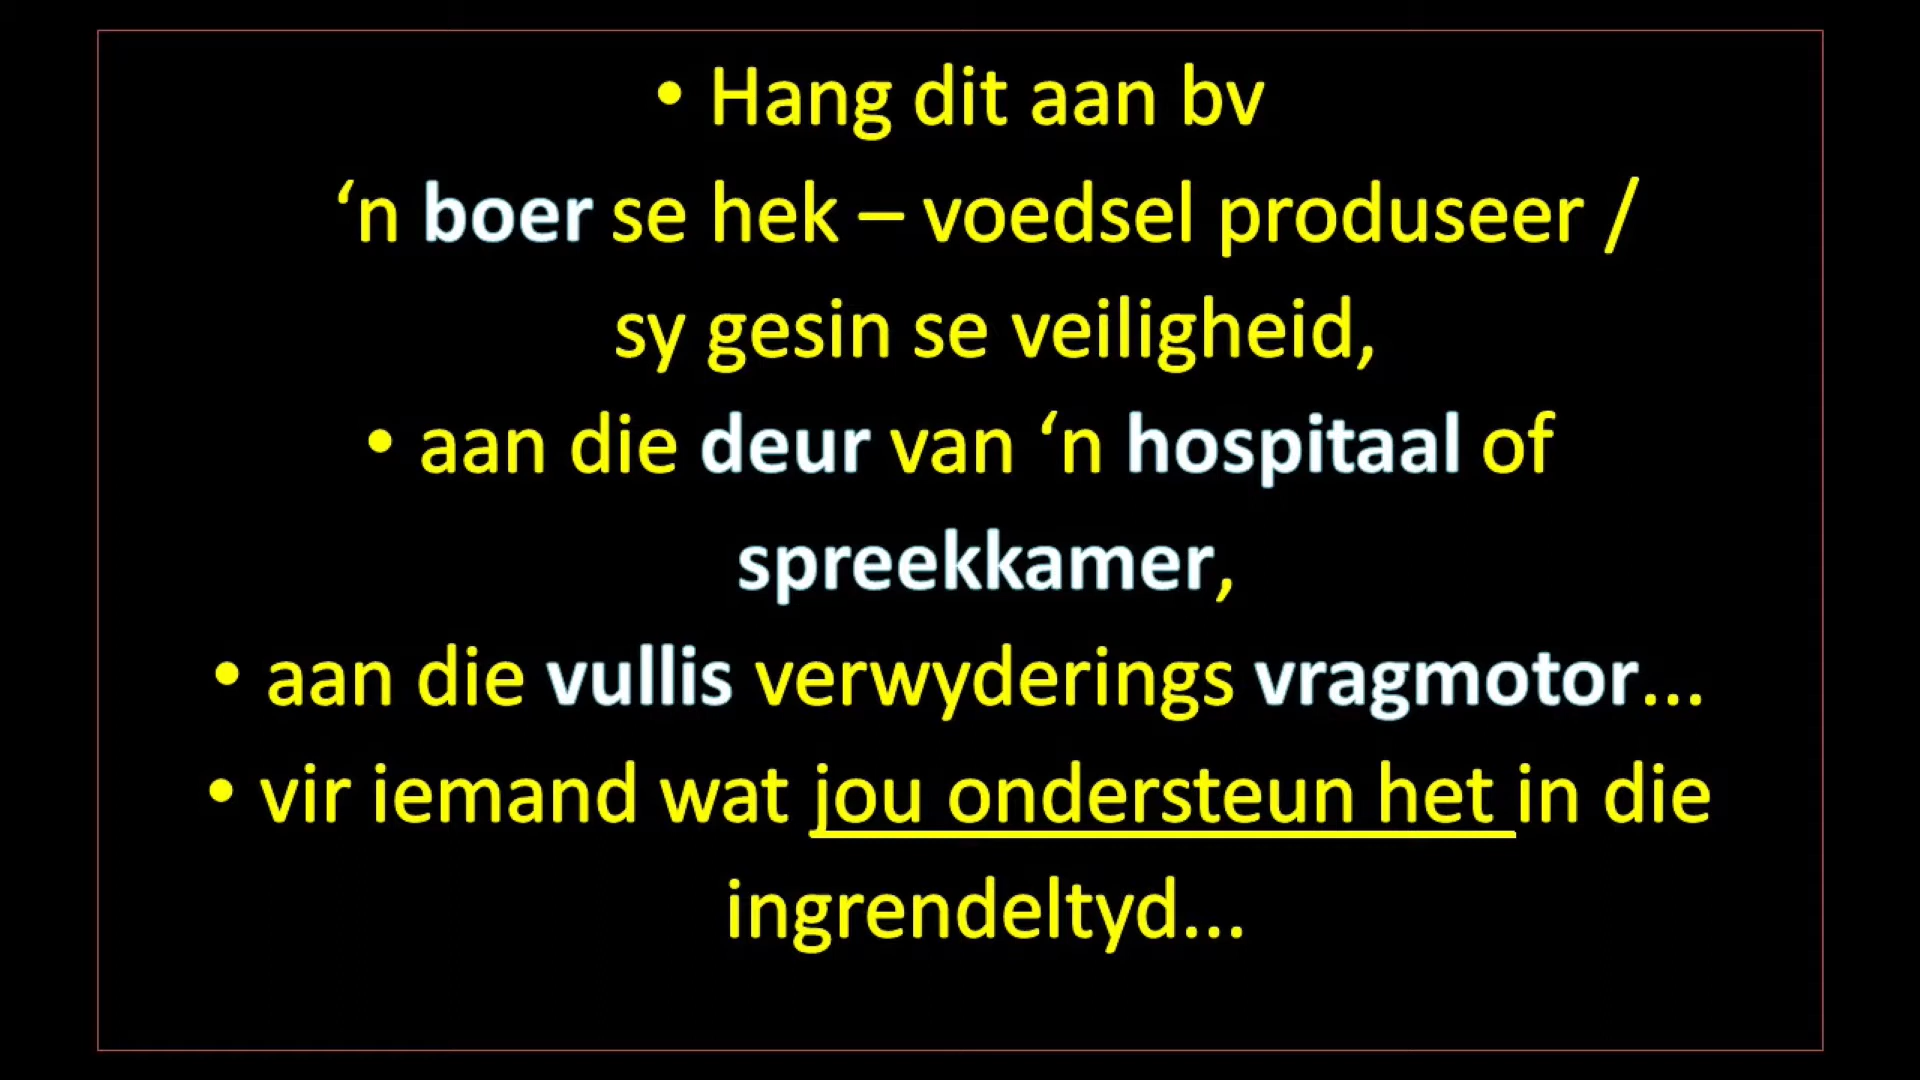 • Hang dit aan bv
‘n boer se hek – voedsel produseer /
sy gesin se veiligheid,
• aan die deur van ‘n hospitaal of
spreekkamer,
• aan die vullis verwyderings vragmotor...
• vir iemand wat jou ondersteun het in die
ingrendeltyd...